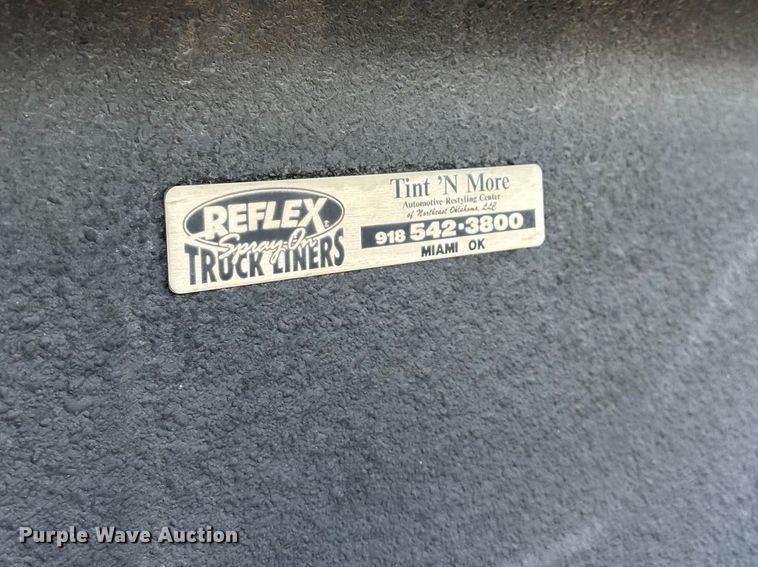 REFLEX
Spray-On
TRUCK LINERS
Tint 'N More
Automotive Restyling Center
of Northeast Oklahoma, LLC
918 542-3800
MIAMI OK
Purple Wave Auction